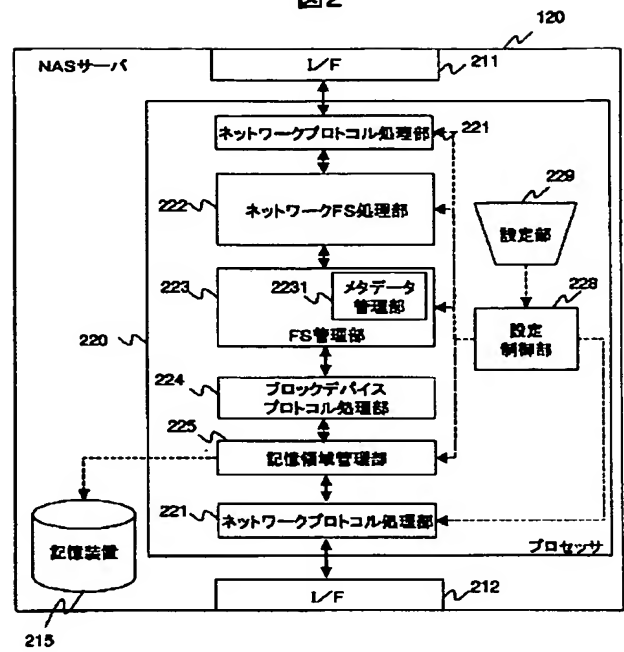 図2
120
NASサーバ
I/F
211
ネットワークプロトコル処理部
221
222
ネットワークFS処理部
229
設定部
223
2231
メタデータ
管理部
FS管理部
228
設定
制御部
220
224
ブロックデバイス
プロトコル処理部
225
記憶領域管理部
221
ネットワークプロトコル処理部
プロセッサ
記憶装置
215
I/F
212